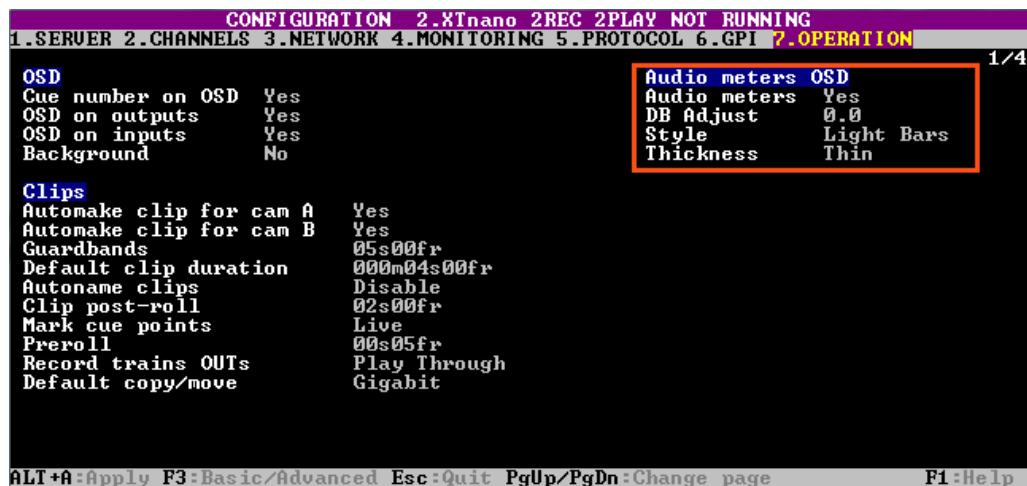 CONFIGURATION 2.XTnano 2REC 2PLAY NOT RUNNING
1.SERVER 2.CHANNELS 3.NETWORK 4.MONITORING 5.PROTOCOL 6.GPI 7.OPERATION
1/4
OSD
Cue number on OSD Yes
OSD on outputs Yes
OSD on inputs Yes
Background No
Audio meters OSD
Audio meters Yes
DB Adjust 0.0
Style Light Bars
Thickness Thin
Clips
Automake clip for cam A Yes
Automake clip for cam B Yes
Guardbands 05s00fr
Default clip duration 000m04s00fr
Autoname clips Disable
Clip post-roll 02s00fr
Mark cue points Live
Preroll 00s05fr
Record trains OUTs Play Through
Default copy/move Gigabit
ALT+A:Apply F3:Basic/Advanced Esc:Quit PgUp/PgDn:Change page F1:Help